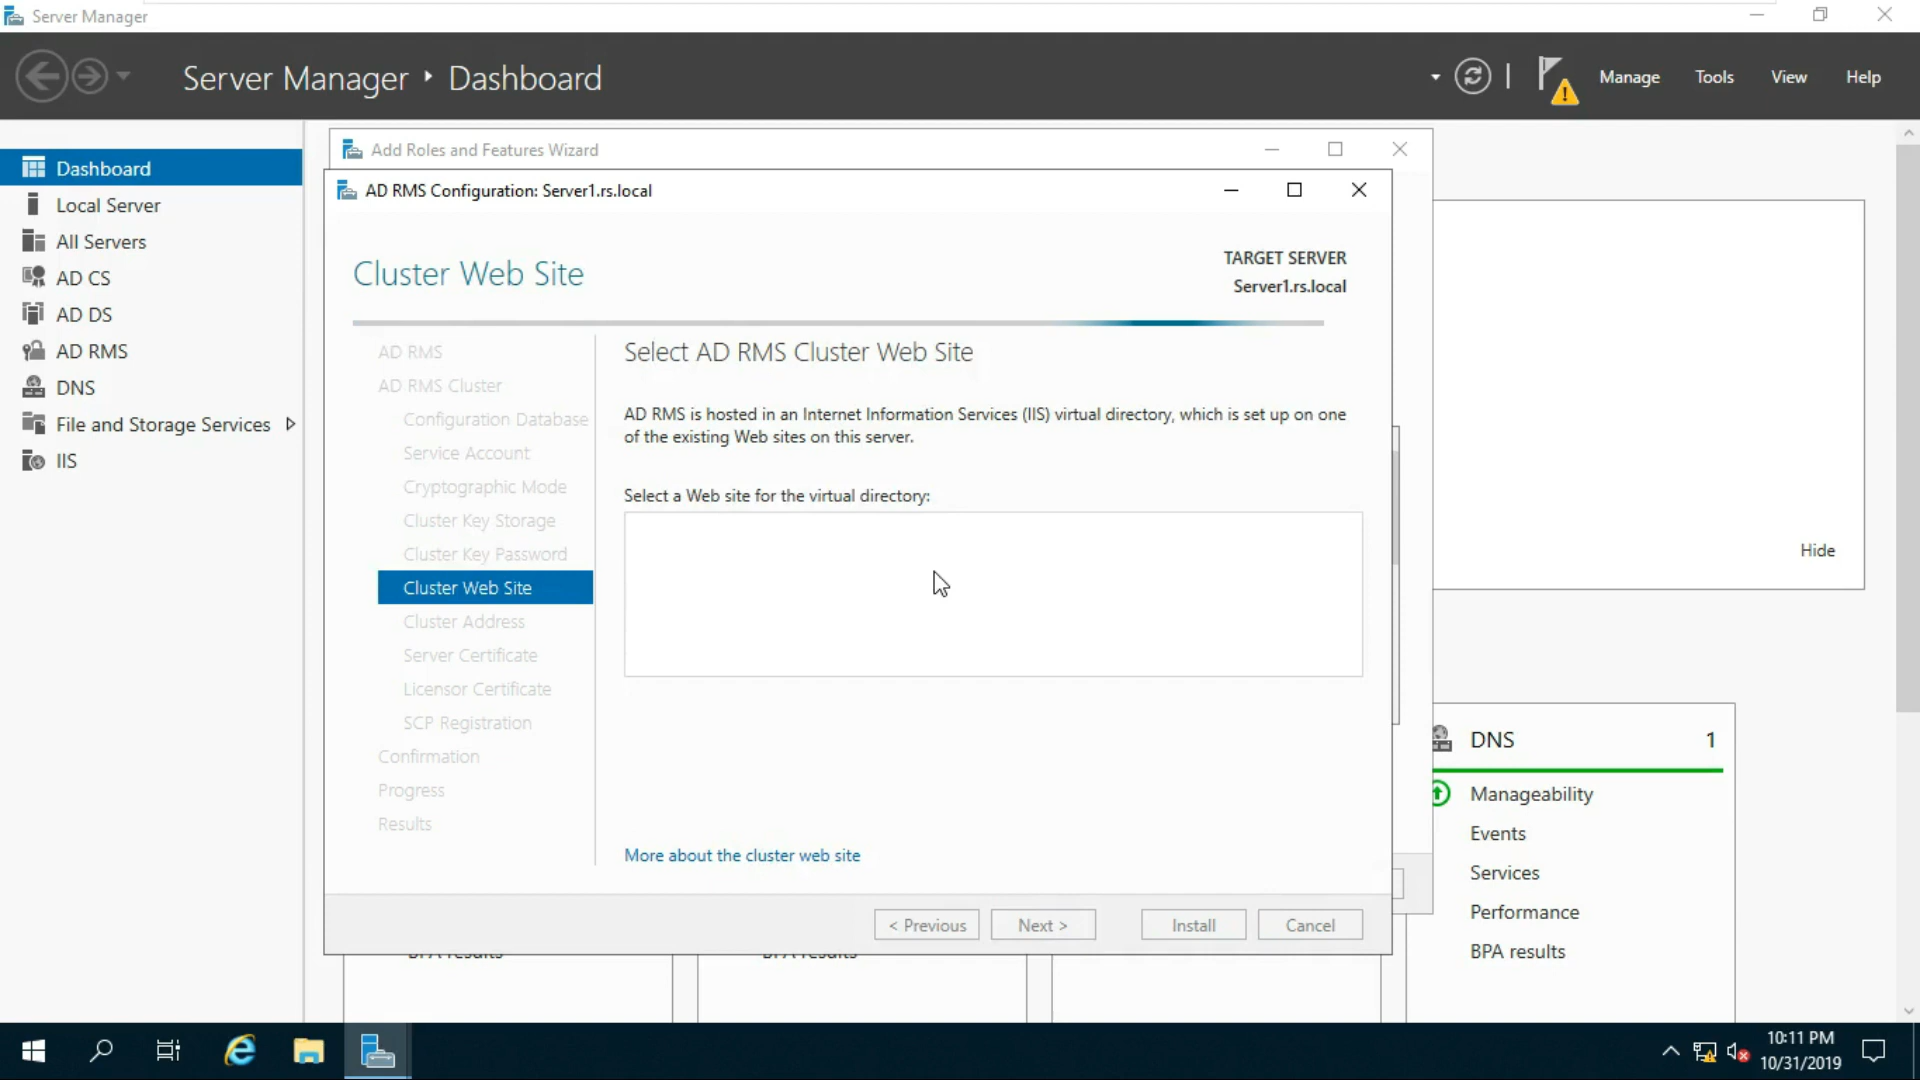 Server Manager
Server Manager ‣ Dashboard
Manage
Tools
View
Help
Dashboard
Local Server
All Servers
AD CS
AD DS
AD RMS
DNS
File and Storage Services
IIS
Add Roles and Features Wizard
AD RMS Configuration: Server1.rs.local
Cluster Web Site
TARGET SERVER
Server1.rs.local
AD RMS
AD RMS Cluster
Configuration Database
Service Account
Cryptographic Mode
Cluster Key Storage
Cluster Key Password
Cluster Web Site
Cluster Address
Server Certificate
Licensor Certificate
SCP Registration
Confirmation
Progress
Results
Select AD RMS Cluster Web Site
AD RMS is hosted in an Internet Information Services (IIS) virtual directory, which is set up on one
of the existing Web sites on this server.
Select a Web site for the virtual directory:
More about the cluster web site
< Previous
Next >
Install
Cancel
Hide
DNS
1
Manageability
Events
Services
Performance
BPA results
BPA results
BPA results
10:11 PM
10/31/2019